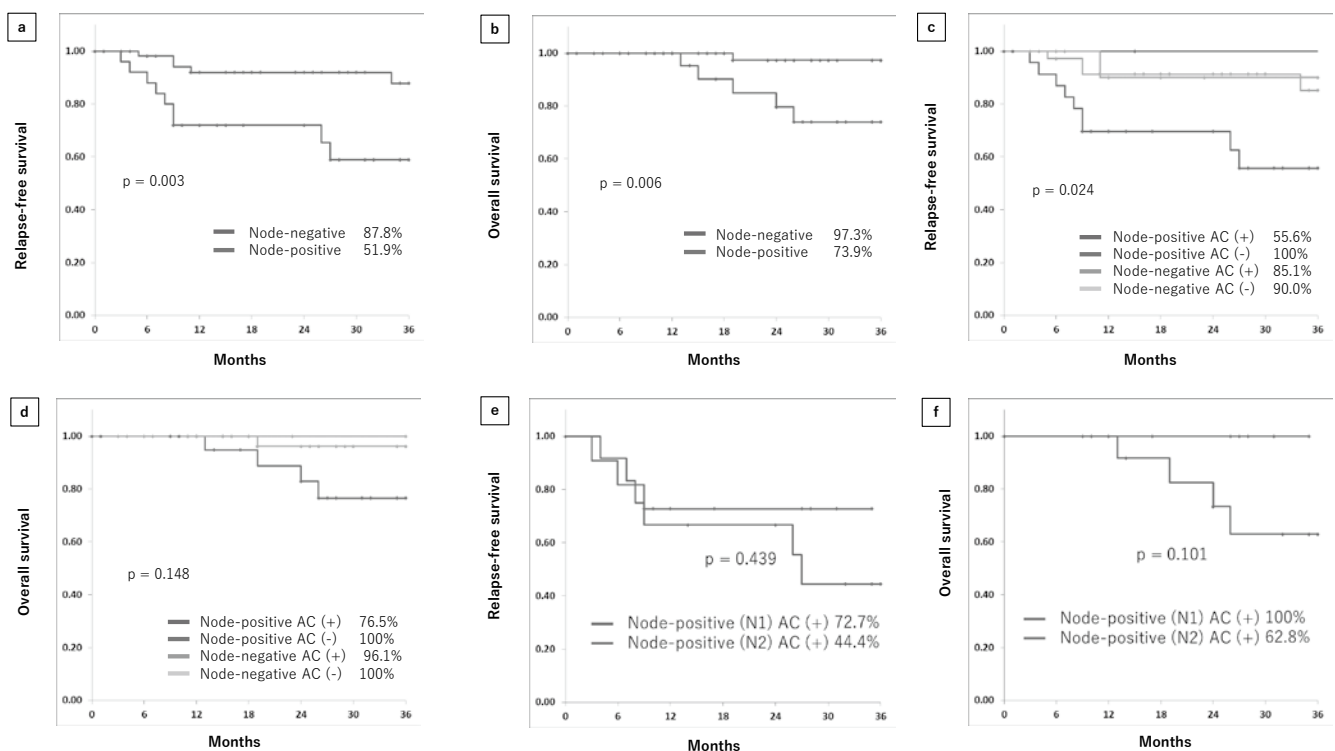 a
1.00
0.80
0.60
0.40
0.20
0.00
Relapse-free survival
p = 0.003
Node-negative 87.8%
Node-positive 51.9%
0 6 12 18 24 30 36
Months
b
1.00
0.80
0.60
0.40
0.20
0.00
Overall survival
p = 0.006
Node-negative 97.3%
Node-positive 73.9%
0 6 12 18 24 30 36
Months
c
1.00
0.80
0.60
0.40
0.20
0.00
Relapse-free survival
p = 0.024
Node-positive AC (+) 55.6%
Node-positive AC (-) 100%
Node-negative AC (+) 85.1%
Node-negative AC (-) 90.0%
0 6 12 18 24 30 36
Months
d
1.00
0.80
0.60
0.40
0.20
0.00
Overall survival
p = 0.148
Node-positive AC (+) 76.5%
Node-positive AC (-) 100%
Node-negative AC (+) 96.1%
Node-negative AC (-) 100%
0 6 12 18 24 30 36
Months
e
1.00
0.80
0.60
0.40
0.20
0.00
Relapse-free survival
p = 0.439
Node-positive (N1) AC (+) 72.7%
Node-positive (N2) AC (+) 44.4%
0 6 12 18 24 30 36
Months
f
1.00
0.80
0.60
0.40
0.20
0.00
Overall survival
p = 0.101
Node-positive (N1) AC (+) 100%
Node-positive (N2) AC (+) 62.8%
0 6 12 18 24 30 36
Months